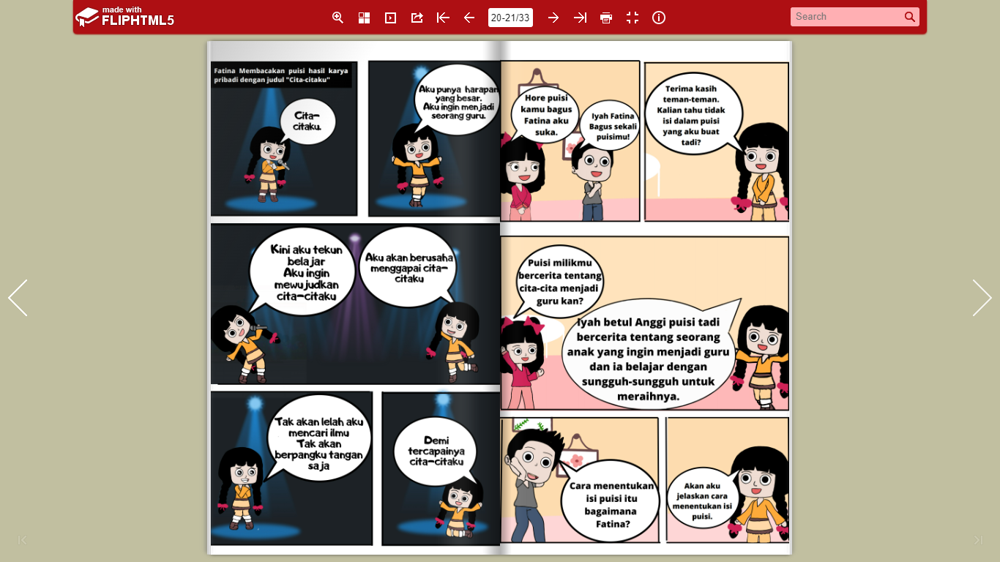 made with
FLIPHTML5
20-21/33
Search
Fatina Membacakan puisi hasil karya
pribadi dengan judul "Cita-citaku"
Cita-
citaku.
Aku punya harapan
yang besar.
Aku ingin menjadi
seorang guru.
Kini aku tekun
belajar
Aku ingin
mewujudkan
cita-citaku
Aku akan berusaha
menggapai cita-
citaku
Tak akan lelah aku
mencari ilmu
Tak akan
berpangku tangan
saja
Demi
tercapainya
cita-citaku
Hore puisi
kamu bagus
Fatina aku
suka.
Iyah Fatina
Bagus sekali
puisimu!
Terima kasih
teman-teman.
Kalian tahu tidak
isi dalam puisi
yang aku buat
tadi?
Puisi milikmu
bercerita tentang
cita-cita menjadi
guru kan?
Iyah betul Anggi puisi tadi
bercerita tentang seorang
anak yang ingin menjadi guru
dan ia belajar dengan
sungguh-sungguh untuk
meraihnya.
Cara menentukan
isi puisi itu
bagaimana
Fatina?
Akan aku
jelaskan cara
menentukan isi
puisi.